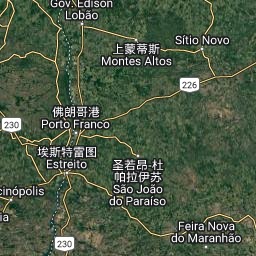 Gov. Edison
Lobão
Sítio Novo
上蒙蒂斯
Montes Altos
226
佛朗哥港
Porto Franco
230
埃斯特雷图
Estreito
圣若昂·杜
帕拉伊苏
São João
do Paraíso
cinópolis
ia
Feira Nova
do Maranhão
230